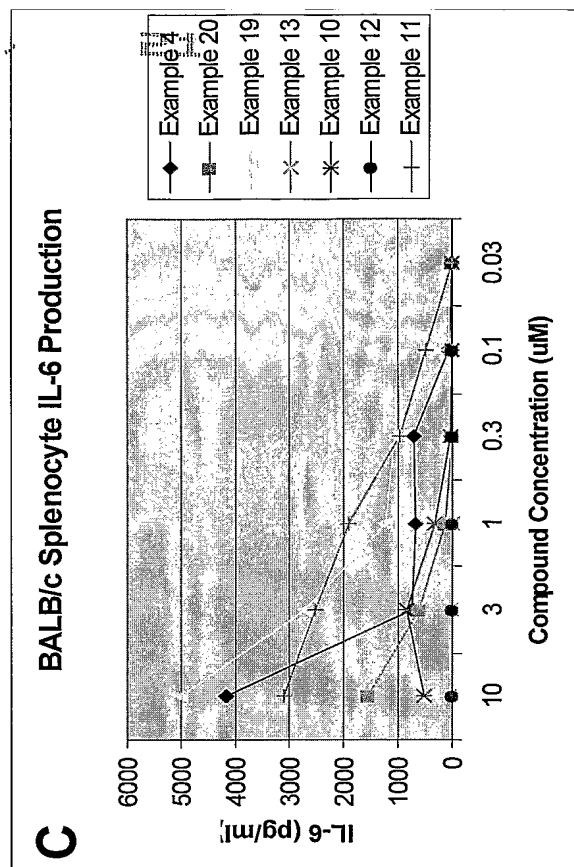 C
BALB/c Splenocyte IL-6 Production
IL-6 (pg/ml)
6000
5000
4000
3000
2000
1000
0
10
3
1
0.3
0.1
0.03
Compound Concentration (uM)
Example 4
Example 20
Example 19
Example 13
Example 10
Example 12
Example 11